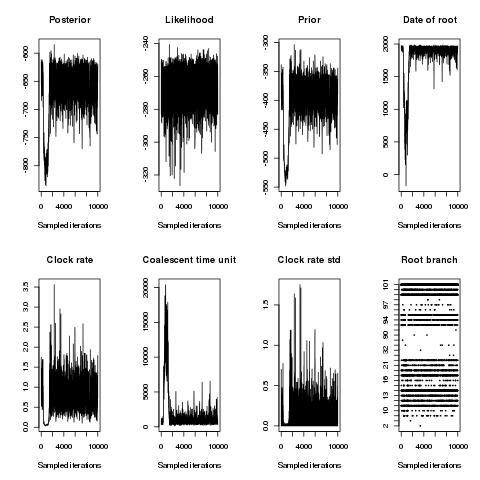 Posterior Likelihood Prior Date of root
-600 -650 -700 -750 -800
-240 -260 -280 -300 -320
-300 -350 -400 -450 -500 -550
2000 1500 1000 500 0
0 4000 10000 0 4000 10000 0 4000 10000 0 4000 10000
Sampled iterations Sampled iterations Sampled iterations Sampled iterations
Clock rate Coalescent time unit Clock rate std Root branch
3.5 3.0 2.5 2.0 1.5 1.0 0.5 0.0
20000 15000 10000 5000 0
1.5 1.0 0.5 0.0
101 97 94 90 32 21 16 13 10 2
0 4000 10000 0 4000 10000 0 4000 10000 0 4000 10000
Sampled iterations Sampled iterations Sampled iterations Sampled iterations